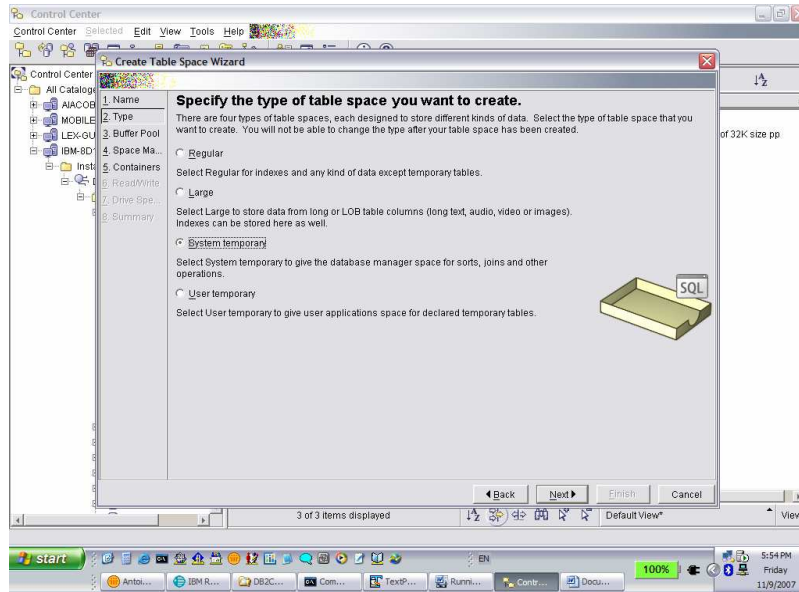 Control Center
Control Center Selected Edit View Tools Help
Create Table Space Wizard
Control Center
All Cataloge
AIACOB
MOBILE
LEX-GU
IBM-8D
Insta
1. Name
2. Type
3. Buffer Pool
4. Space Ma...
5. Containers
6. Read/Write
7. Drive Spe...
8. Summary
Specify the type of table space you want to create.
There are four types of table spaces, each designed to store different kinds of data. Select the type of table space that you
want to create. You will not be able to change the type after your table space has been created.
Regular
Select Regular for indexes and any kind of data except temporary tables.
Large
Select Large to store data from long or LOB table columns (long text, audio, video or images).
Indexes can be stored here as well.
System temporary
Select System temporary to give the database manager space for sorts, joins and other
operations.
User temporary
Select User temporary to give user applications space for declared temporary tables.
SQL
of 32K size pp
Back Next Finish Cancel
3 of 3 items displayed
Default View*
View
start
EN
100%
5:54 PM
Friday
11/9/2007
Antoi...
IBM R...
DB2C...
Com...
TextP...
Runni...
Contr...
Docu...